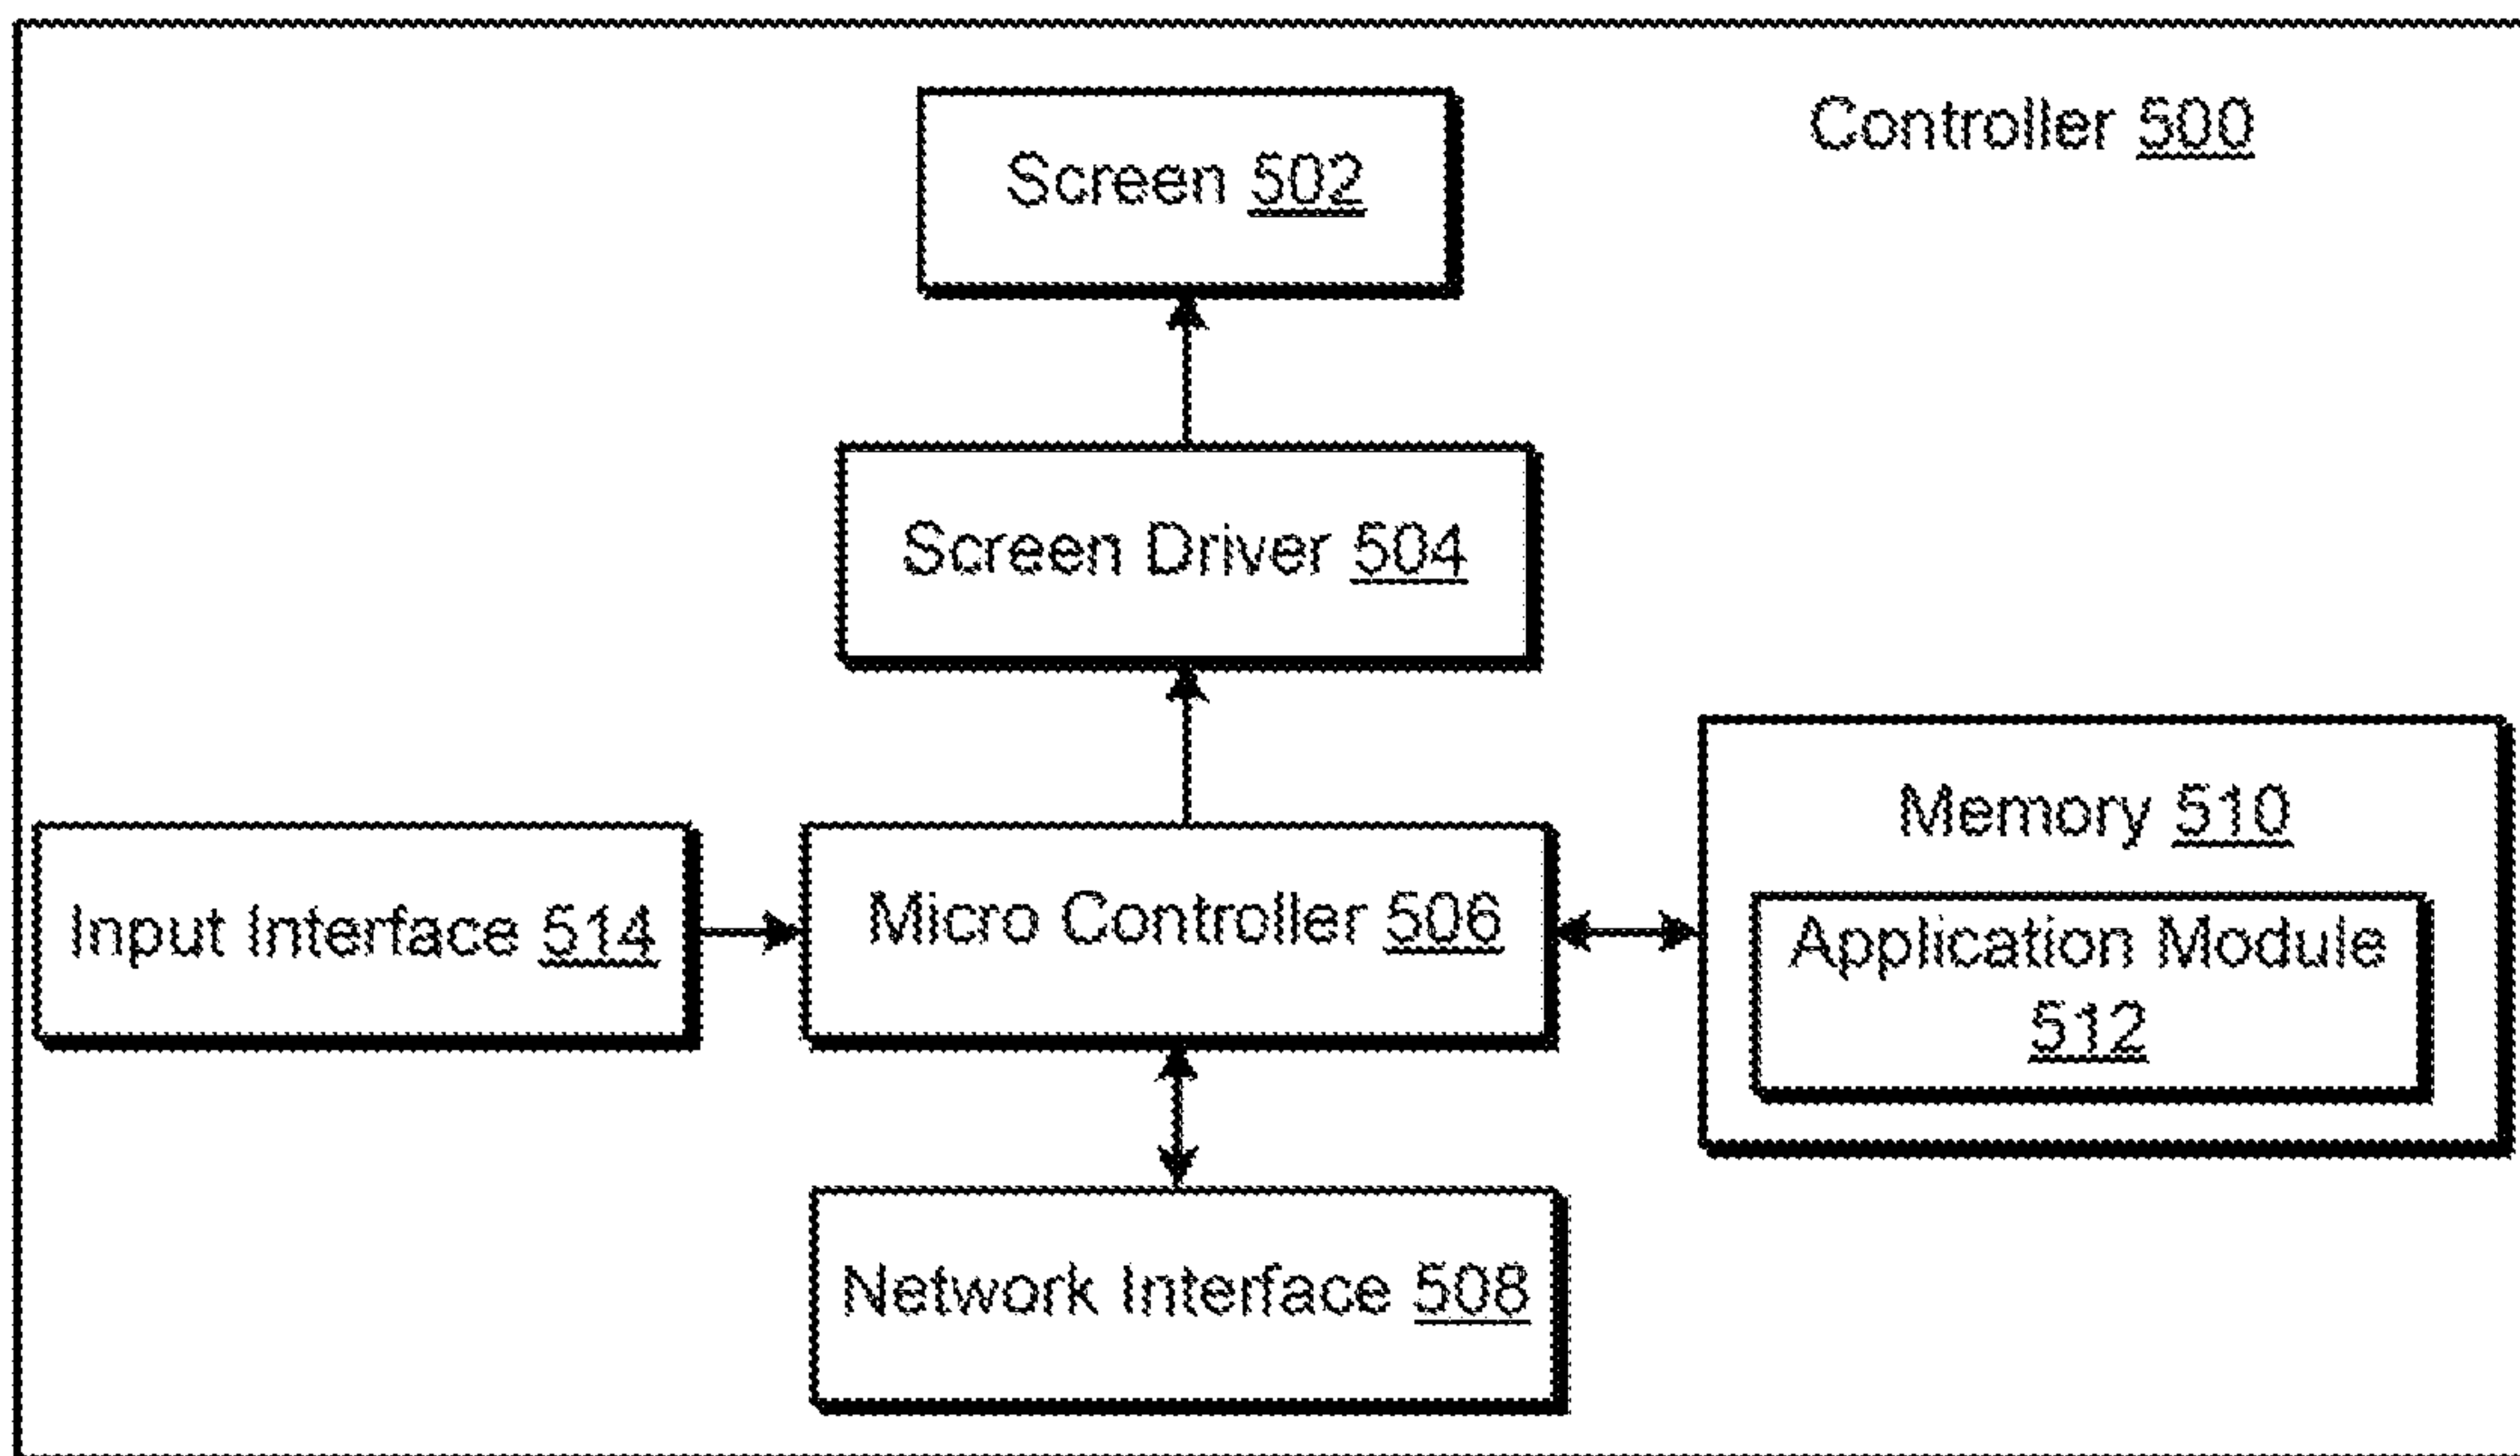 Controller 500
Screen 502
Screen Driver 504
Memory 510
Input Interface 514
Micro Controller 506
Application Module
512
Network Interface 508